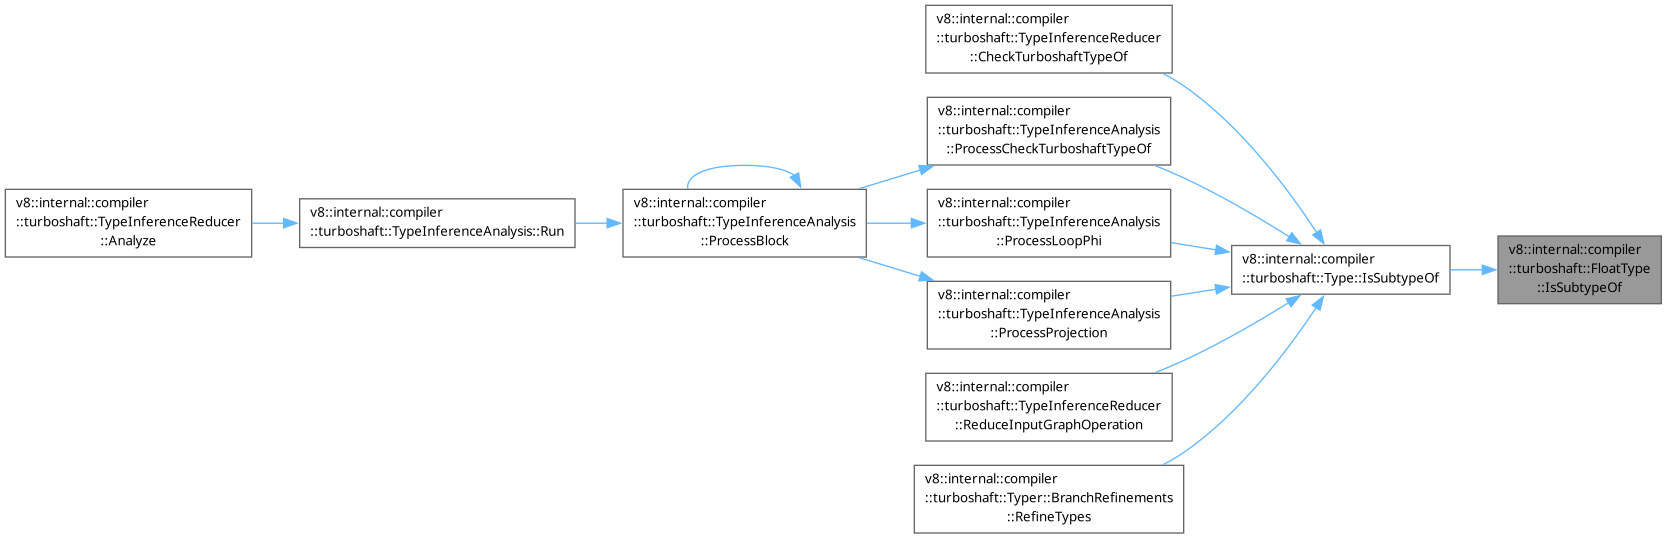 v8::internal::compiler
::turboshaft::TypeInferenceReducer
::CheckTurboshaftTypeOf
v8::internal::compiler
::turboshaft::TypeInferenceAnalysis
::ProcessCheckTurboshaftTypeOf
v8::internal::compiler
::turboshaft::TypeInferenceReducer
::Analyze
v8::internal::compiler
::turboshaft::TypeInferenceAnalysis::Run
v8::internal::compiler
::turboshaft::TypeInferenceAnalysis
::ProcessBlock
v8::internal::compiler
::turboshaft::TypeInferenceAnalysis
::ProcessLoopPhi
v8::internal::compiler
::turboshaft::Type::IsSubtypeOf
v8::internal::compiler
::turboshaft::FloatType
::IsSubtypeOf
v8::internal::compiler
::turboshaft::TypeInferenceAnalysis
::ProcessProjection
v8::internal::compiler
::turboshaft::TypeInferenceReducer
::ReduceInputGraphOperation
v8::internal::compiler
::turboshaft::Typer::BranchRefinements
::RefineTypes